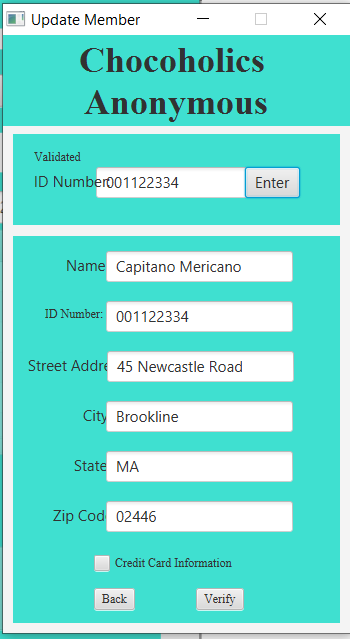 Update Member
Chocoholics
Anonymous
Validated
ID Number: 001122334 Enter
Name Capitano Mericano
ID Number: 001122334
Street Addre 45 Newcastle Road
City Brookline
State MA
Zip Cod 02446
Credit Card Information
Back Verify